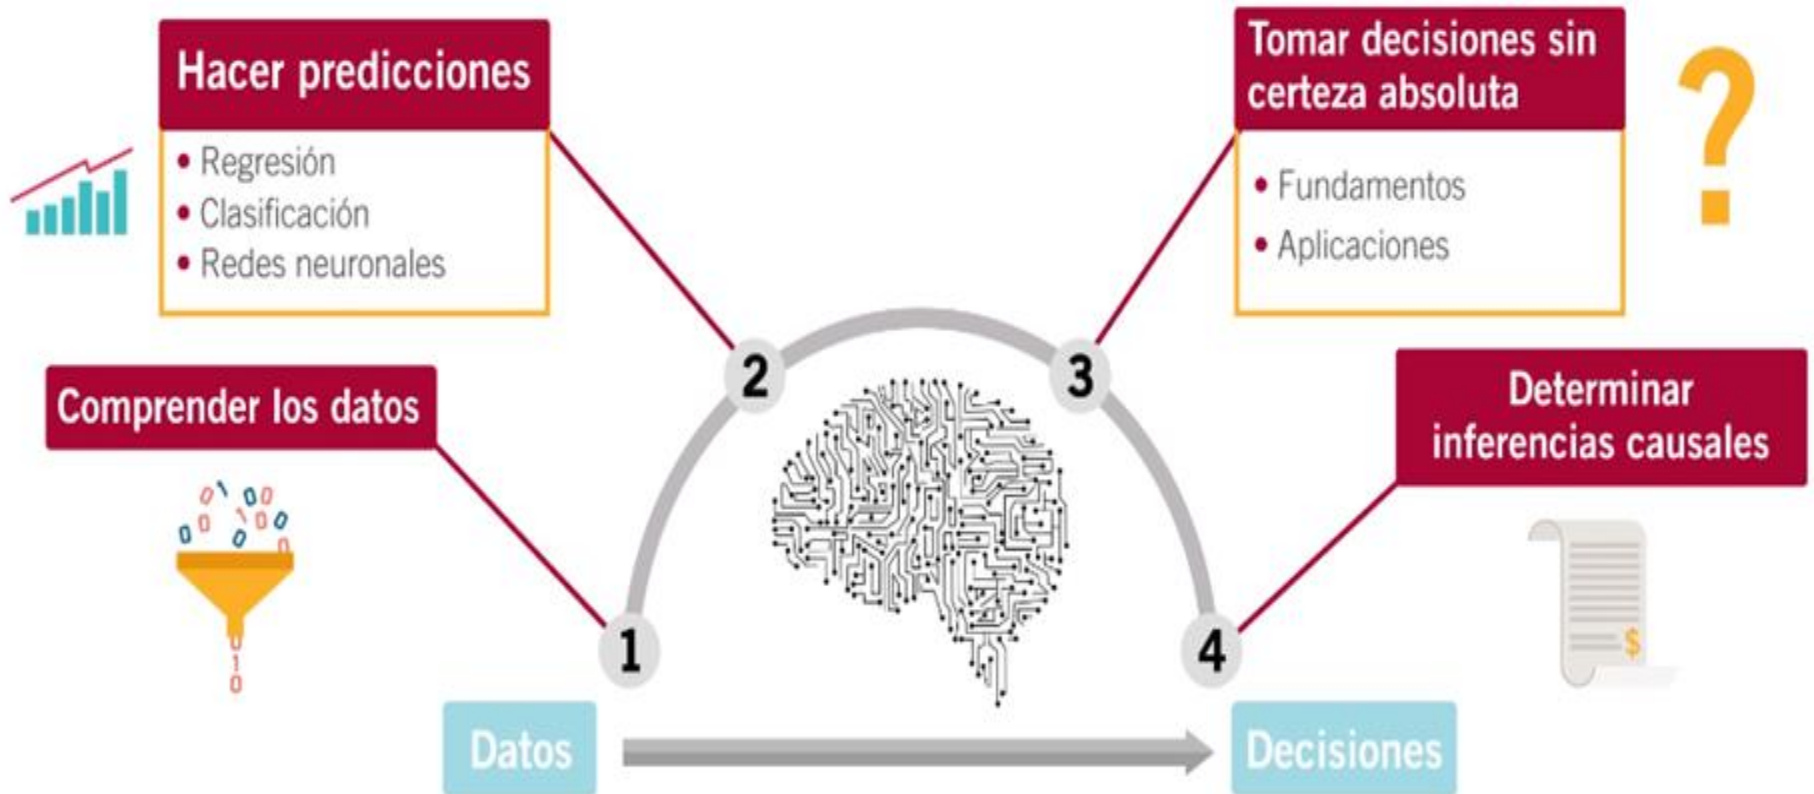 Hacer predicciones
• Regresión
• Clasificación
• Redes neuronales
Tomar decisiones sin
certeza absoluta
?
• Fundamentos
• Aplicaciones
Comprender los datos
2
3
Determinar
inferencias causales
1
4
$
Datos
Decisiones